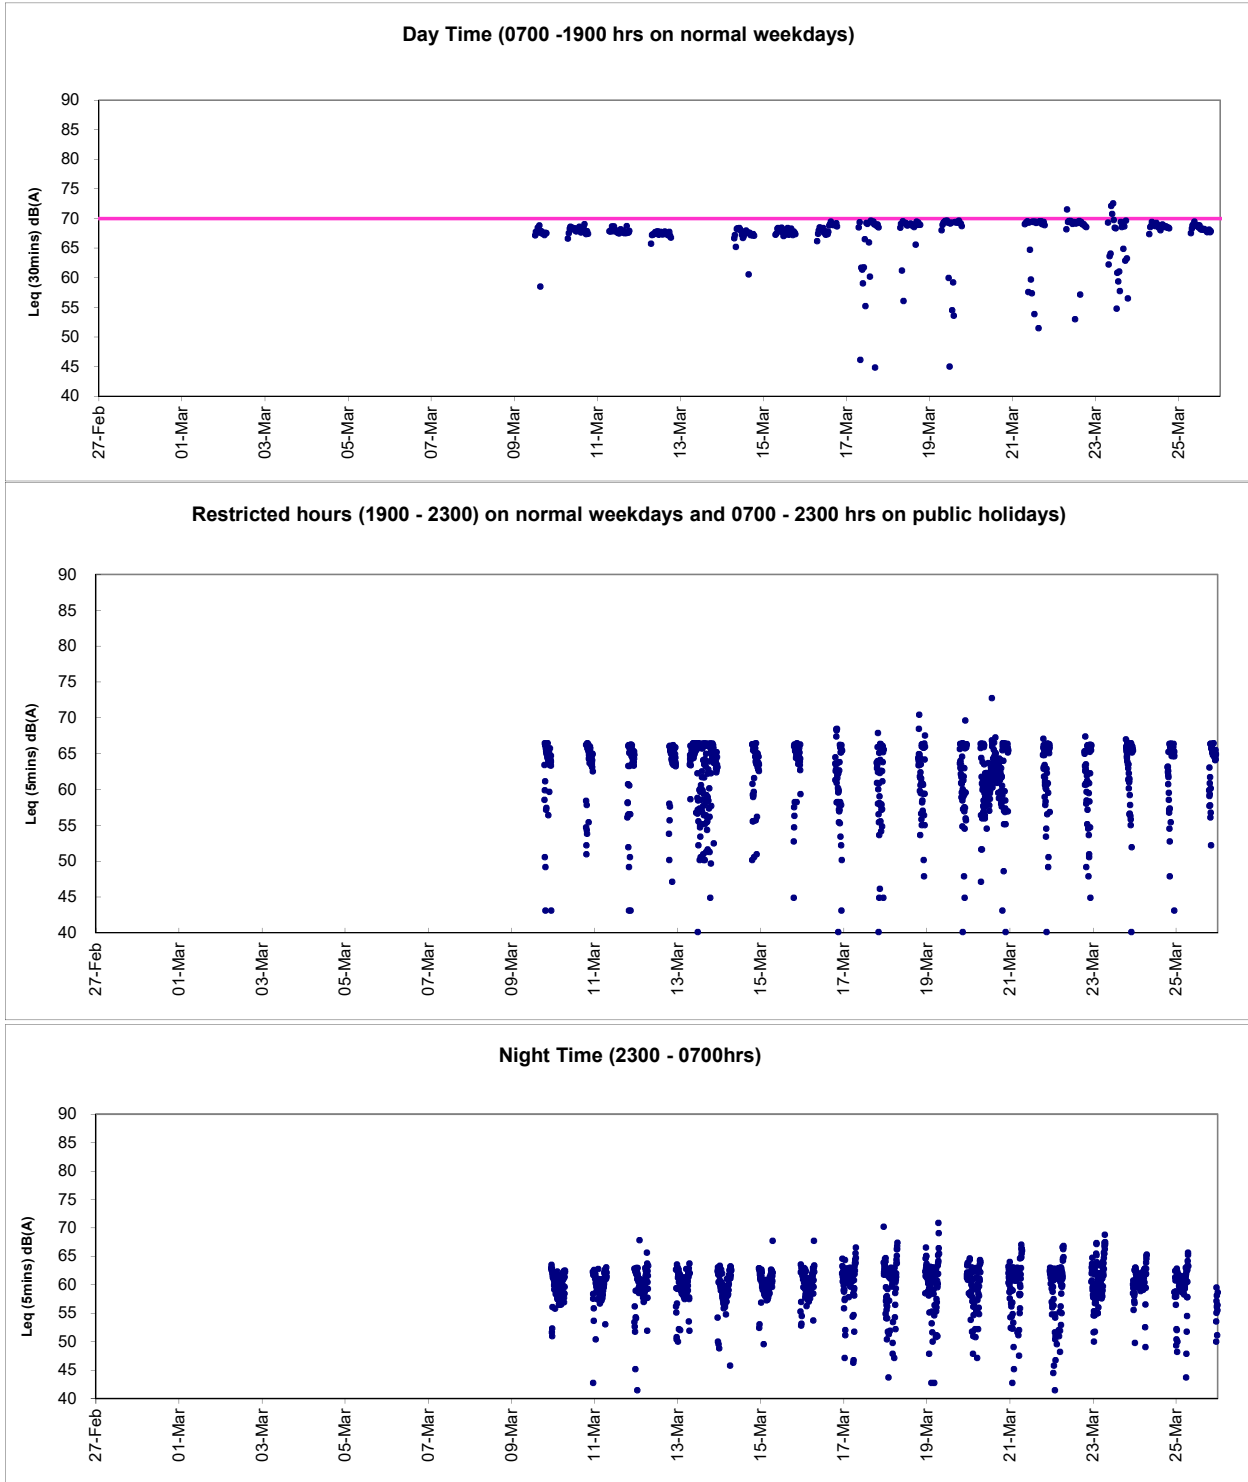 Day Time (0700 -1900 hrs on normal weekdays)
Leq (30mins) dB(A)
90
85
80
75
70
65
60
55
50
45
40
27-Feb
01-Mar
03-Mar
05-Mar
07-Mar
09-Mar
11-Mar
13-Mar
15-Mar
17-Mar
19-Mar
21-Mar
23-Mar
25-Mar
Restricted hours (1900 - 2300) on normal weekdays and 0700 - 2300 hrs on public holidays)
Leq (5mins) dB(A)
90
85
80
75
70
65
60
55
50
45
40
27-Feb
01-Mar
03-Mar
05-Mar
07-Mar
09-Mar
11-Mar
13-Mar
15-Mar
17-Mar
19-Mar
21-Mar
23-Mar
25-Mar
Night Time (2300 - 0700hrs)
Leq (5mins) dB(A)
90
85
80
75
70
65
60
55
50
45
40
27-Feb
01-Mar
03-Mar
05-Mar
07-Mar
09-Mar
11-Mar
13-Mar
15-Mar
17-Mar
19-Mar
21-Mar
23-Mar
25-Mar